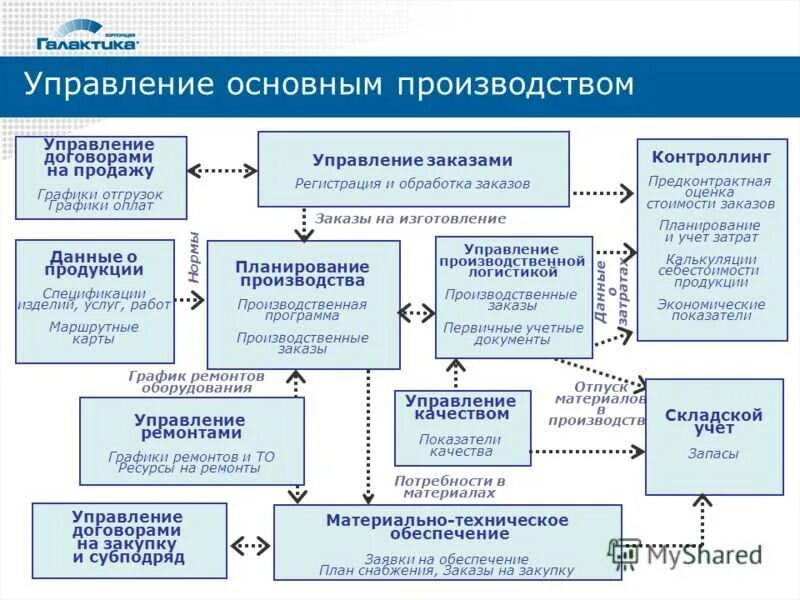 КОРПОРАЦИЯ
ГАЛАКТИКА
Управление основным производством
Управление
договорами
на продажу
Графики отгрузок
Графики оплат
Управление заказами
Регистрация и обработка заказов
Контроллинг
Предконтрактная
оценка
стоимости заказов
Планирование
и учет затрат
Калькуляции
себестоимости
продукции
Экономические
показатели
Заказы на изготовление
Данные о
продукции
Спецификации
изделий, услуг, работ
Маршрутные
карты
Нормы
Планирование
производства
Производственная
программа
Производственные
заказы
Управление
производственной
логистикой
Производственные
заказы
Первичные учетные
документы
Данные
о
затратах
График ремонтов
оборудования
Управление
ремонтами
Графики ремонтов и ТО
Ресурсы на ремонты
Управление
качеством
Показатели
качества
Отпуск
материалов
в
производств
Складской
учет
Запасы
Потребности в
материалах
Управление
договорами
на закупку
и субподряд
Материально-техническое
обеспечение
Заявки на обеспечение
План снабжения, Заказы на закупку
MyShared